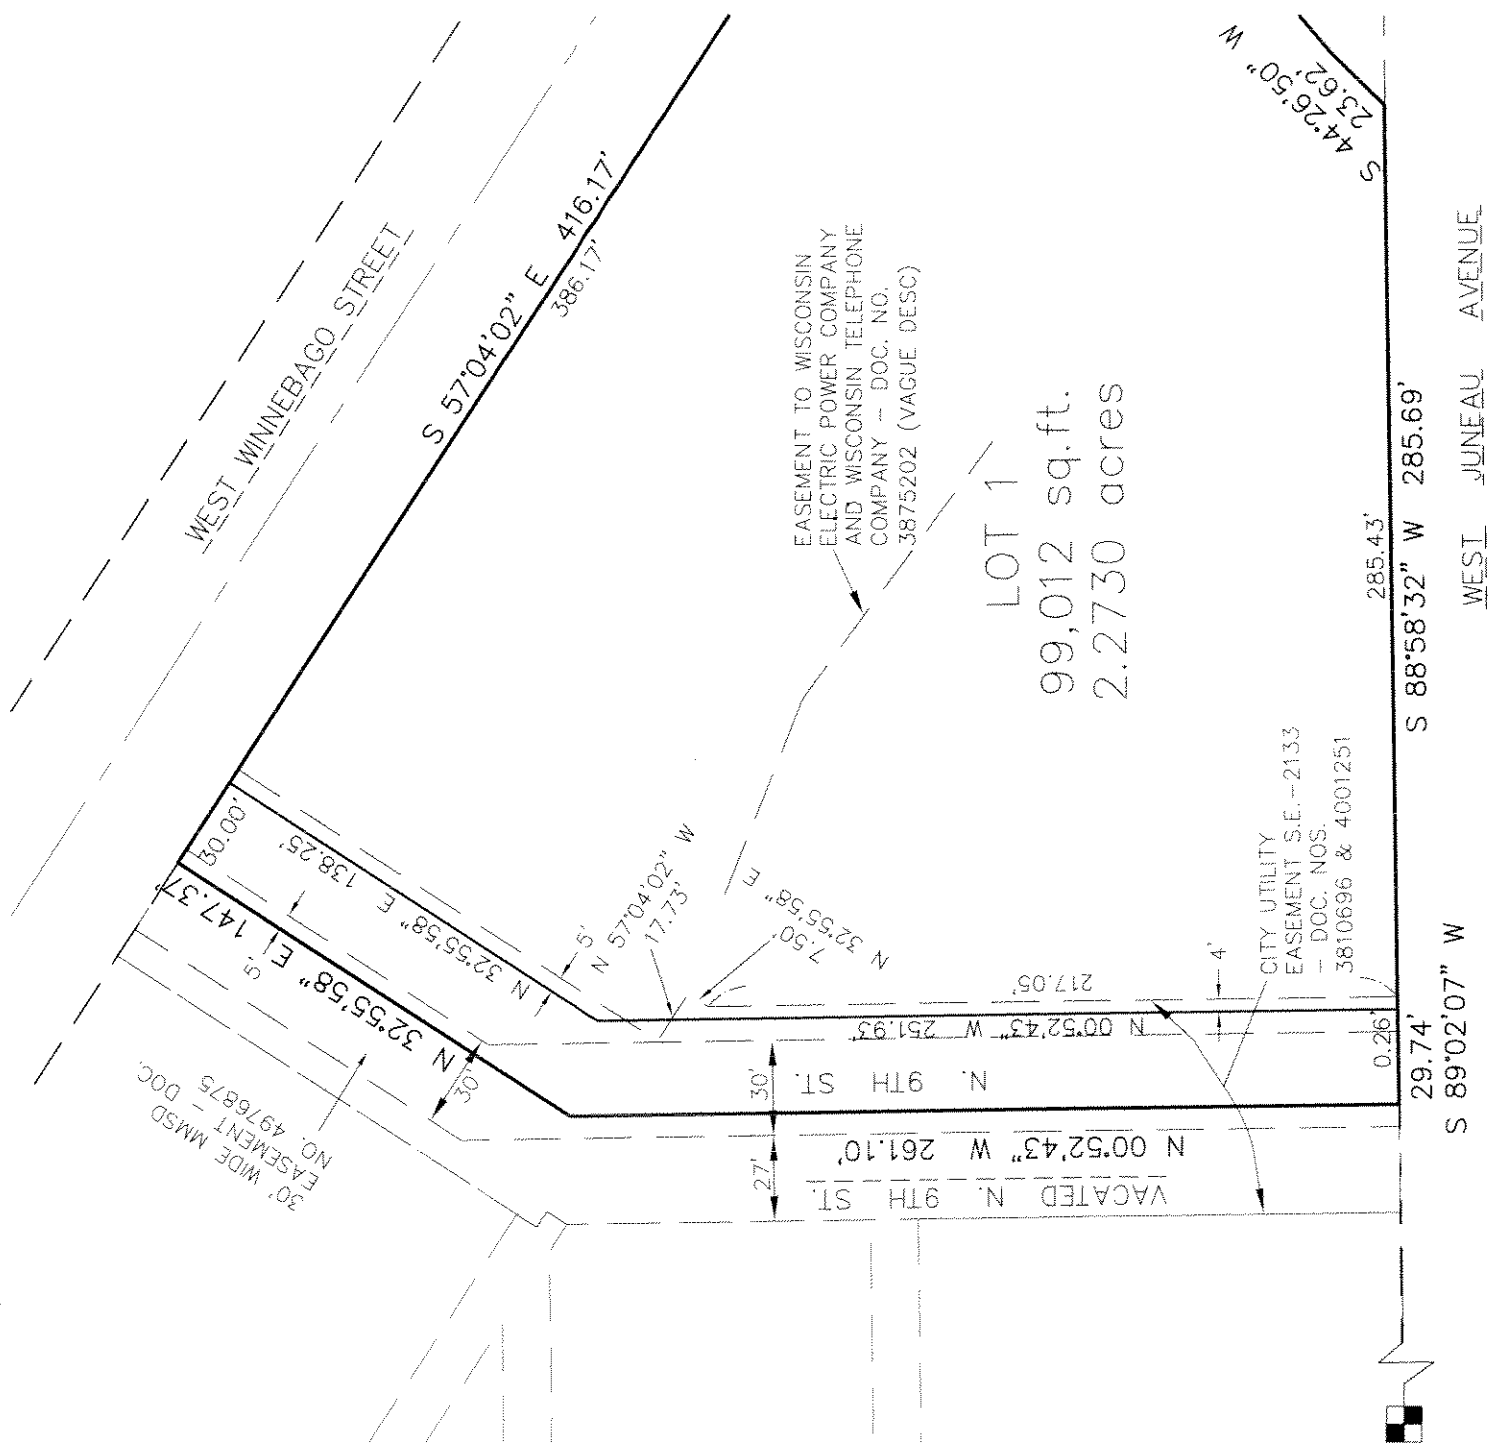 WEST WINNEBAGO STREET
S 57°04'02" E 416.17'
386.17'
S 44°26'50" W
23.62'
EASEMENT TO WISCONSIN
ELECTRIC POWER COMPANY
AND WISCONSIN TELEPHONE
COMPANY - DOC. NO.
3875202 (VAGUE DESC)
LOT 1
99,012 sq.ft.
2.2730 acres
30.00'
N 32°55'58" E 147.37'
N 32°55'58" E 138.25'
5'
5'
N 57°04'02" W
17.73'
7.50'
N 32°55'58" E
30'
30' WIDE MMSD
EASEMENT - DOC.
NO. 4976875
217.05'
4'
N 00°52'43" W 251.93'
N. 9TH ST.
30'
N 00°52'43" W 261.10'
27'
VACATED N. 9TH ST.
CITY UTILITY
EASEMENT S.E.-2133
- DOC. NOS.
3810696 & 4001251
285.43'
S 88°58'32" W 285.69'
0.26'
29.74'
S 89°02'07" W
WEST JUNEAU AVENUE